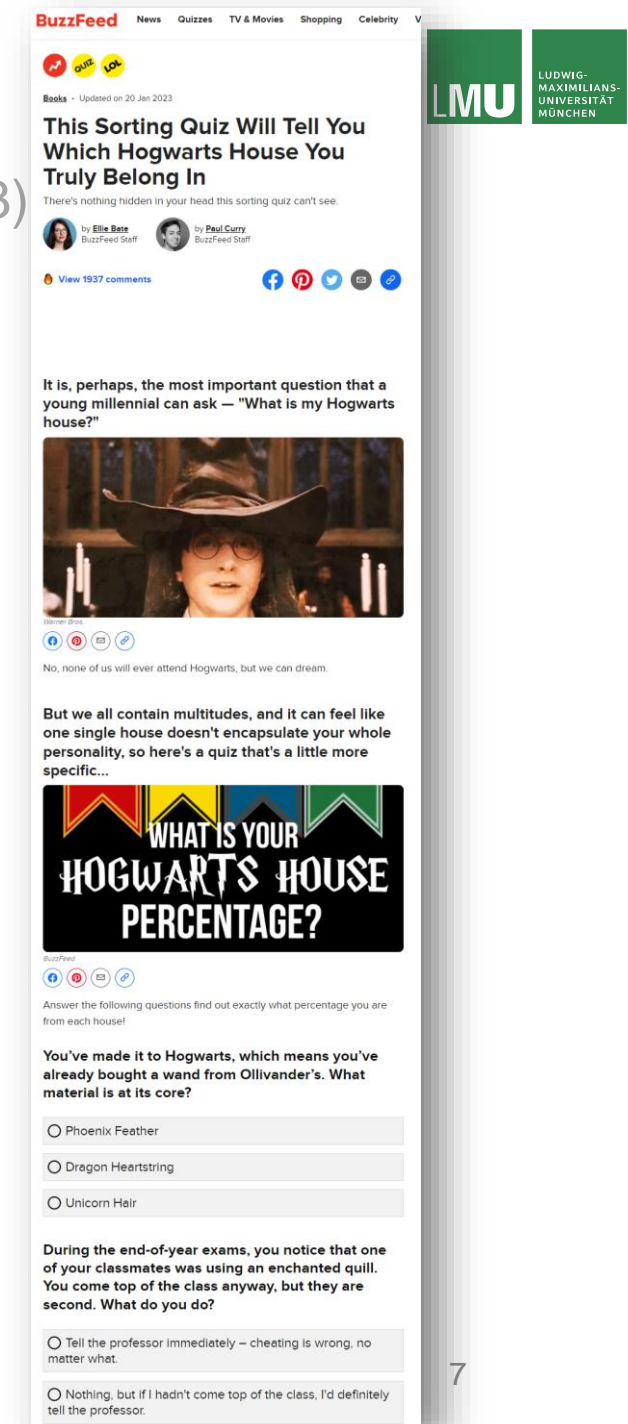 BuzzFeed News Quizzes TV & Movies Shopping Celebrity V
QUIZ LOL
LMU LUDWIG-
MAXIMILIANS-
UNIVERSITÄT
MÜNCHEN
Books - Updated on 20 Jan 2023
This Sorting Quiz Will Tell You
Which Hogwarts House You
Truly Belong In
3)
There's nothing hidden in your head this sorting quiz can't see.
by Ellie Bate
BuzzFeed Staff
by Paul Curry
BuzzFeed Staff
View 1937 comments
It is, perhaps, the most important question that a
young millennial can ask — "What is my Hogwarts
house?"
Warner Bros.
No, none of us will ever attend Hogwarts, but we can dream.
But we all contain multitudes, and it can feel like
one single house doesn't encapsulate your whole
personality, so here's a quiz that's a little more
specific...
WHAT IS YOUR
HOGWARTS HOUSE
PERCENTAGE?
BuzzFeed
Answer the following questions find out exactly what percentage you are
from each house!
You've made it to Hogwarts, which means you've
already bought a wand from Ollivander's. What
material is at its core?
Phoenix Feather
Dragon Heartstring
Unicorn Hair
During the end-of-year exams, you notice that one
of your classmates was using an enchanted quill.
You come top of the class anyway, but they are
second. What do you do?
Tell the professor immediately – cheating is wrong, no
matter what.
Nothing, but if I hadn't come top of the class, I'd definitely
tell the professor.
7